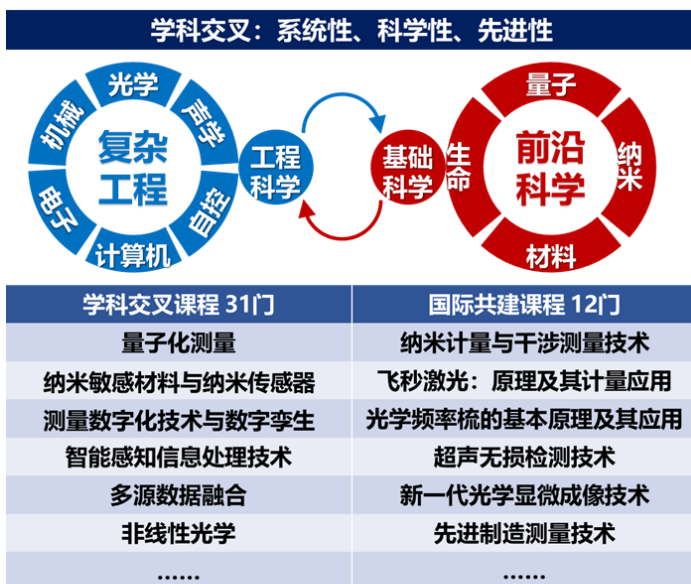 学科交叉：系统性、科学性、先进性
光学
声学
自控
计算机
电子
机械
复杂
工程
工程
科学
基础
科学
生命
量子
纳米
材料
前沿
科学
学科交叉课程 31门
国际共建课程 12门
量子化测量
纳米计量与干涉测量技术
纳米敏感材料与纳米传感器
飞秒激光：原理及其计量应用
测量数字化技术与数字孪生
光学频率梳的基本原理及其应用
智能感知信息处理技术
超声无损检测技术
多源数据融合
新一代光学显微成像技术
非线性光学
先进制造测量技术
……
……